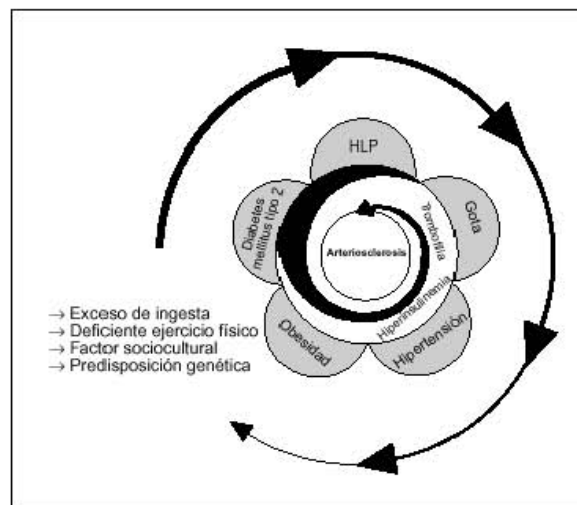 HLP
Gota
Diabetes
mellitus tipo 2
Trombofilia
Arteriosclerosis
Hiperinsulinemia
Hipertensión
Obesidad
→ Exceso de ingesta
→ Deficiente ejercicio físico
→ Factor sociocultural
→ Predisposición genética